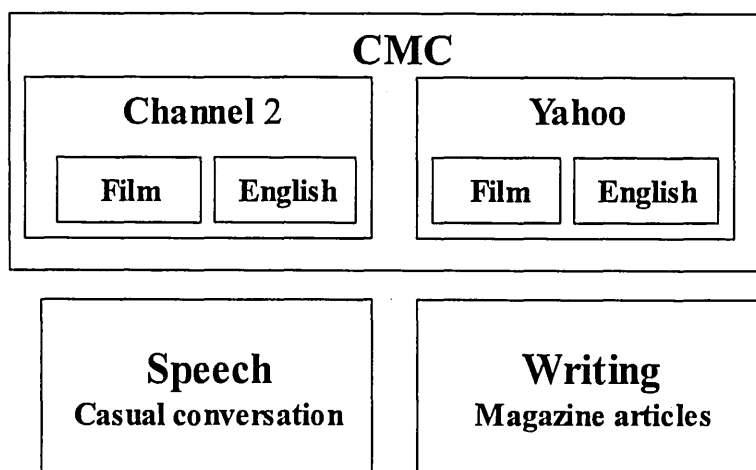 CMC
Channel 2
Yahoo
Film
English
Film
English
Speech
Casual conversation
Writing
Magazine articles